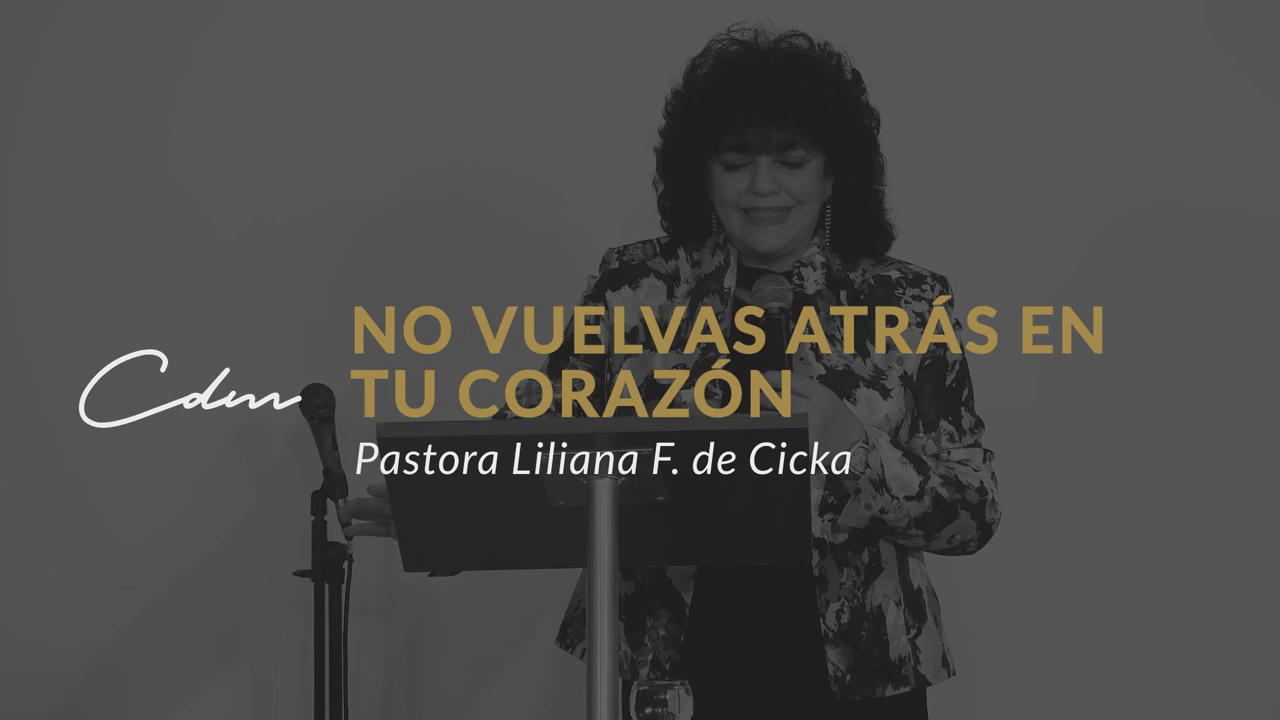 Cdm
NO VUELVAS ATRÁS EN
TU CORAZÓN
Pastora Liliana F. de Cicka